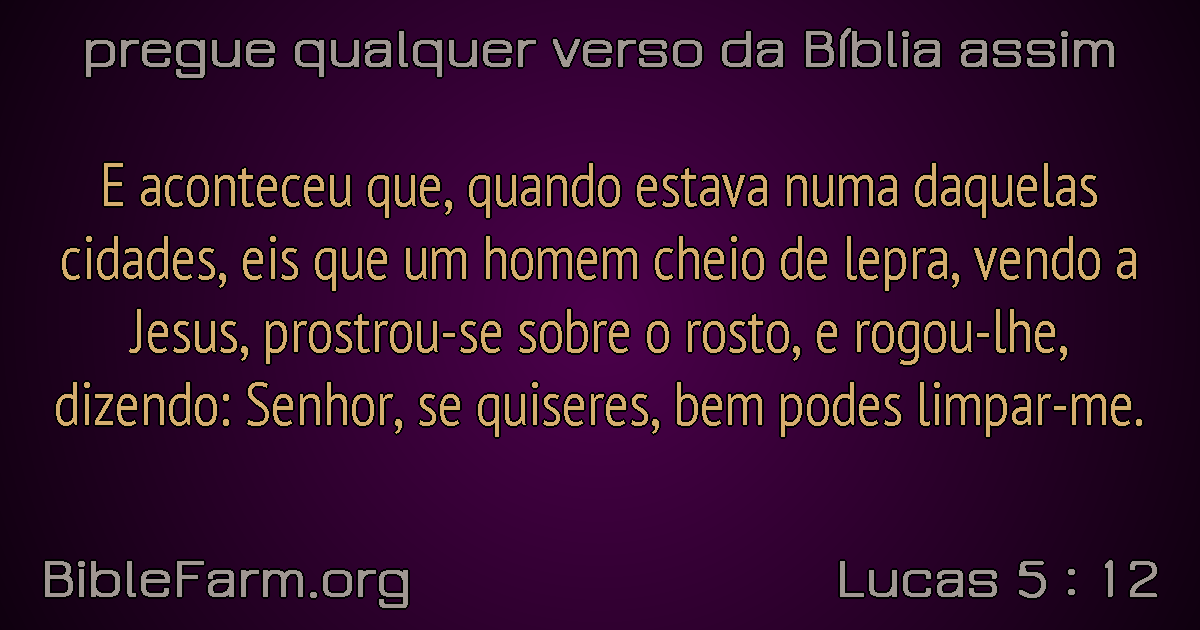 pregue qualquer verso da Bíblia assim
E aconteceu que, quando estava numa daquelas
cidades, eis que um homem cheio de lepra, vendo a
Jesus, prostrou-se sobre o rosto, e rogou-lhe,
dizendo: Senhor, se quiseres, bem podes limpar-me.
BibleFarm.org
Lucas 5 : 12